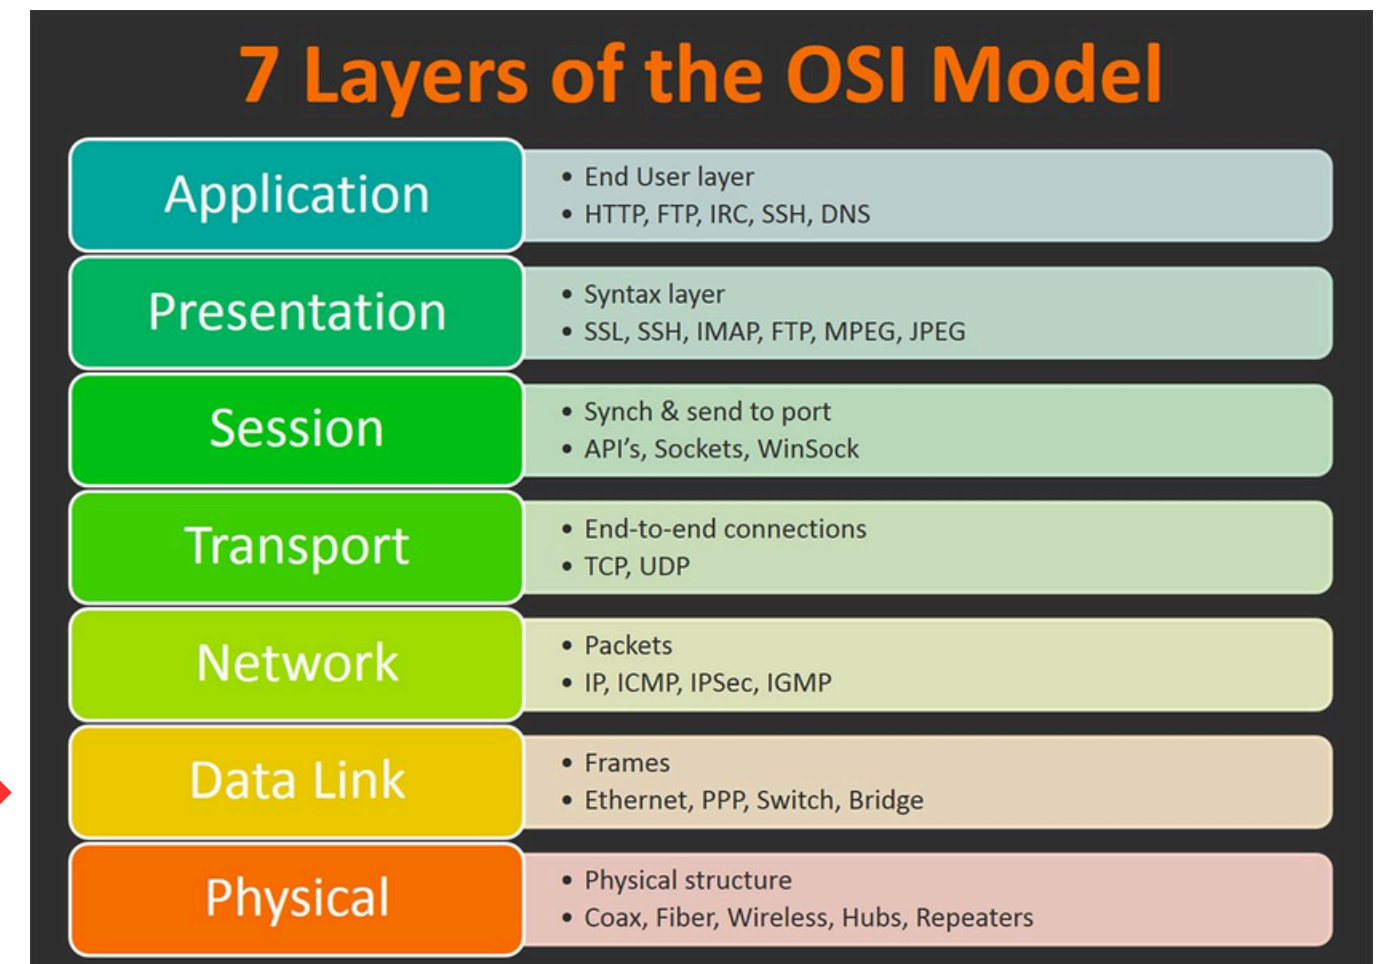 7 Layers of the OSI Model
Application
• End User layer
• HTTP, FTP, IRC, SSH, DNS
Presentation
• Syntax layer
• SSL, SSH, IMAP, FTP, MPEG, JPEG
Session
• Synch & send to port
• API's, Sockets, WinSock
Transport
• End-to-end connections
• TCP, UDP
Network
• Packets
• IP, ICMP, IPSec, IGMP
Data Link
• Frames
• Ethernet, PPP, Switch, Bridge
Physical
• Physical structure
• Coax, Fiber, Wireless, Hubs, Repeaters